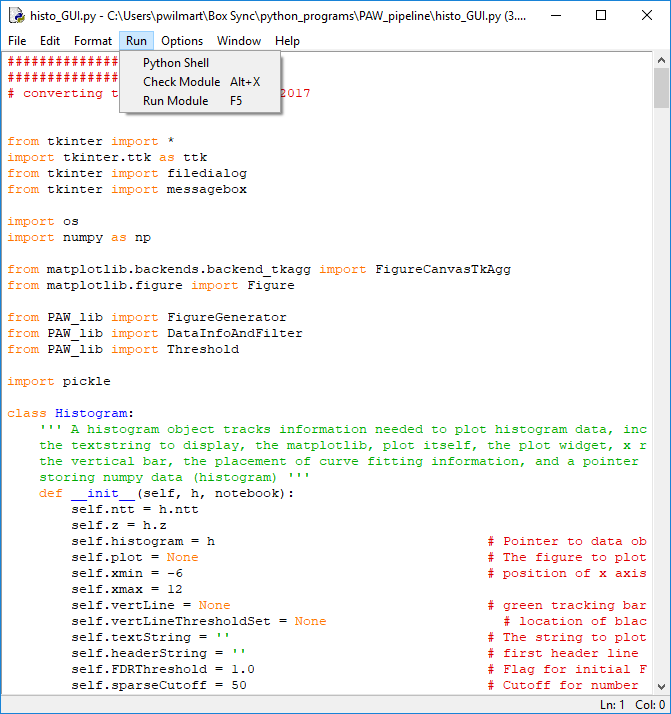 histo_GUI.py - C:\Users\pwilmart\Box Sync\python_programs\PAW_pipeline\histo_GUI.py (3....
File Edit Format Run Options Window Help
Python Shell
Check Module Alt+X
Run Module F5
###############
###############
# converting t 2017
from tkinter import *
import tkinter.ttk as ttk
from tkinter import filedialog
from tkinter import messagebox
import os
import numpy as np
from matplotlib.backends.backend_tkagg import FigureCanvasTkAgg
from matplotlib.figure import Figure
from PAW_lib import FigureGenerator
from PAW_lib import DataInfoAndFilter
from PAW_lib import Threshold
import pickle
class Histogram:
    ''' A histogram object tracks information needed to plot histogram data, inc
    the textstring to display, the matplotlib, plot itself, the plot widget, x r
    the vertical bar, the placement of curve fitting information, and a pointer
    storing numpy data (histogram) '''
    def __init__(self, h, notebook):
        self.ntt = h.ntt
        self.z = h.z
        self.histogram = h # Pointer to data ob
        self.plot = None # The figure to plot
        self.xmin = -6 # position of x axis
        self.xmax = 12
        self.vertLine = None # green tracking bar
        self.vertLineThresholdSet = None # location of blac
        self.textString = '' # The string to plot
        self.headerString = '' # first header line
        self.FDRThreshold = 1.0 # Flag for initial F
        self.sparseCutoff = 50 # Cutoff for number
Ln: 1 Col: 0